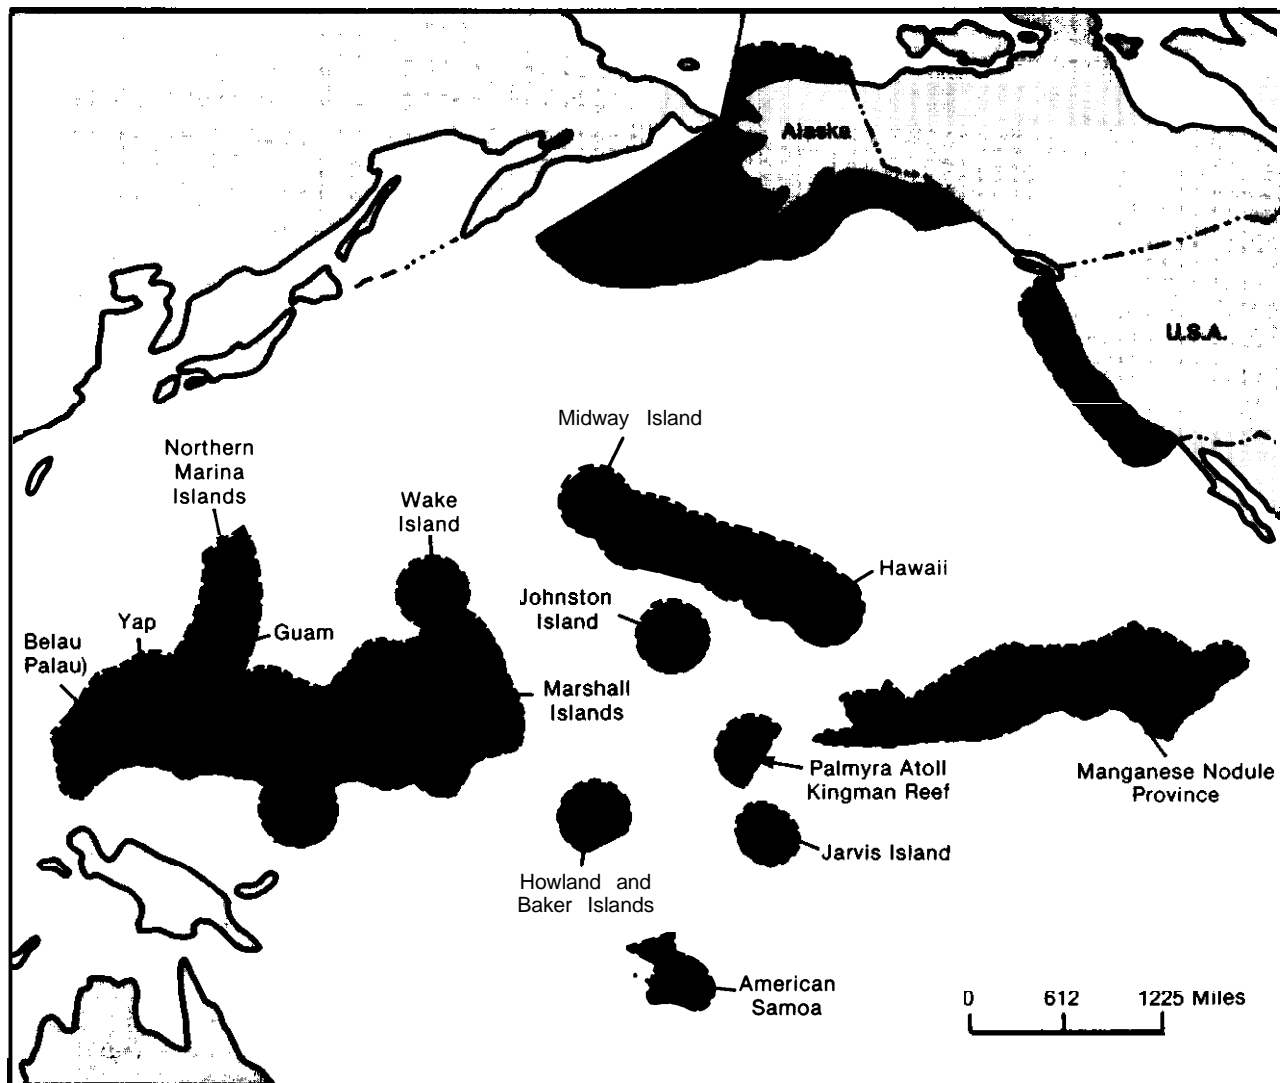 Alaska
U.S.A.
Midway Island
Northern
Marina
Islands
Wake
Island
Hawaii
Johnston
Island
Yap
Guam
Belau
Palau)
Marshall
Islands
Palmyra Atoll
Kingman Reef
Manganese Nodule
Province
Jarvis Island
Howland and
Baker Islands
American
Samoa
0 612 1225 Miles